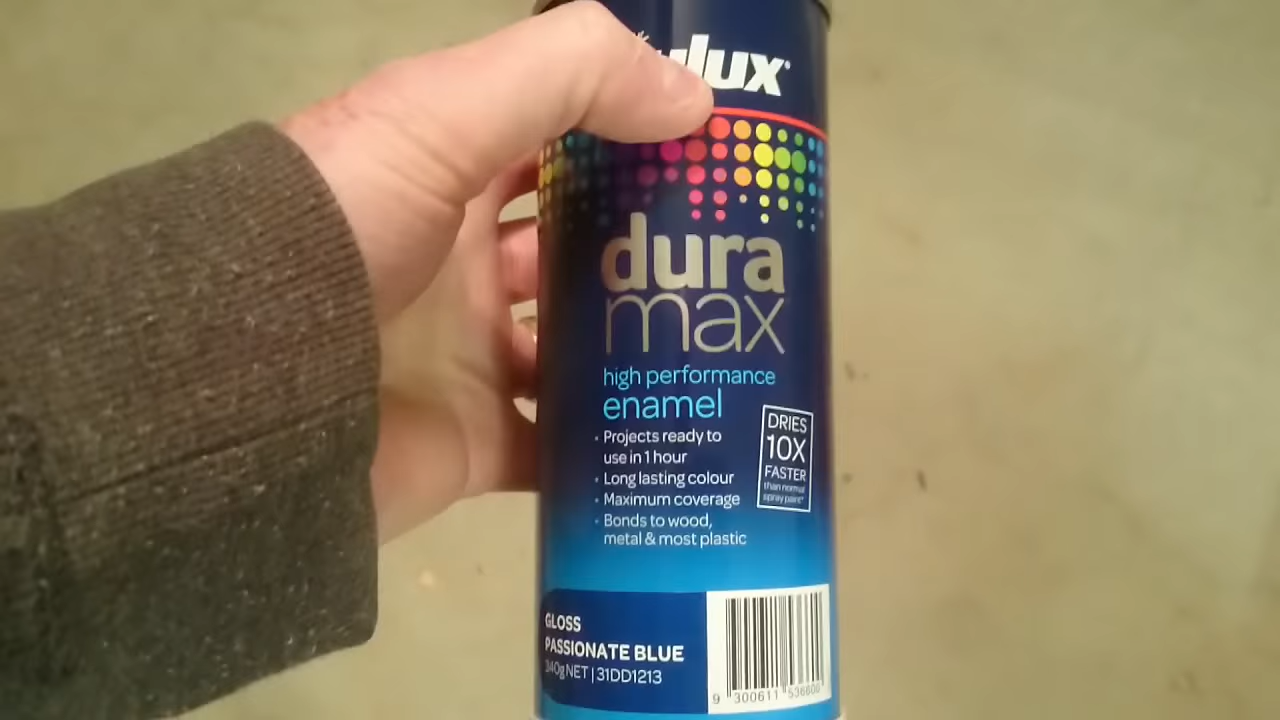 ulux
dura
max
high performance
enamel
• Projects ready to
use in 1 hour
• Long lasting colour
• Maximum coverage
• Bonds to wood,
metal & most plastic
DRIES
10X
FASTER
than normal
spray paint*
GLOSS
PASSIONATE BLUE
340g NET | 31DD1213
9 300611 536800